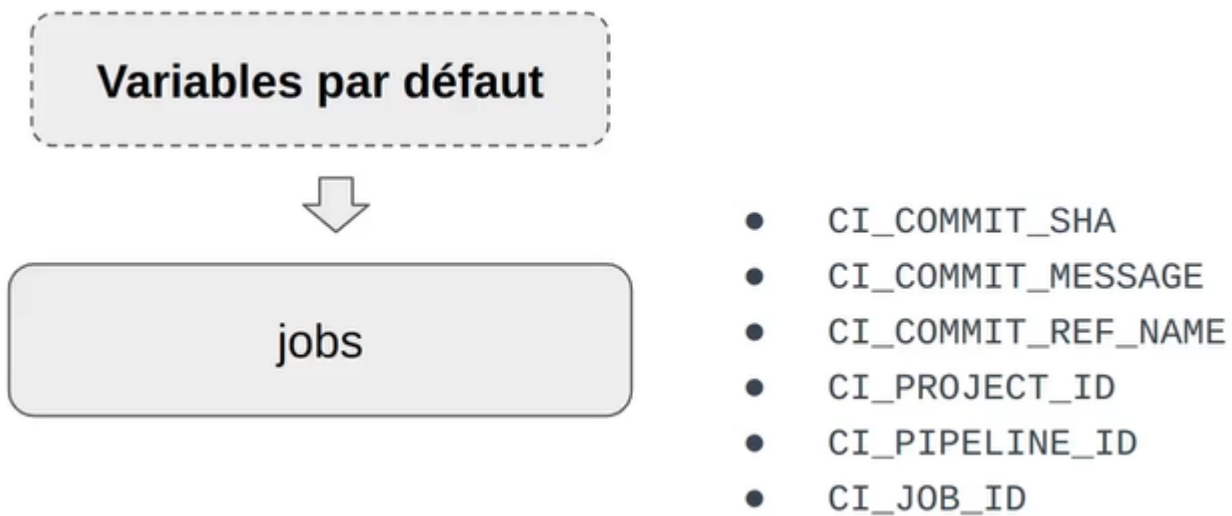 Variables par défaut
jobs
● CI_COMMIT_SHA
● CI_COMMIT_MESSAGE
● CI_COMMIT_REF_NAME
● CI_PROJECT_ID
● CI_PIPELINE_ID
● CI_JOB_ID